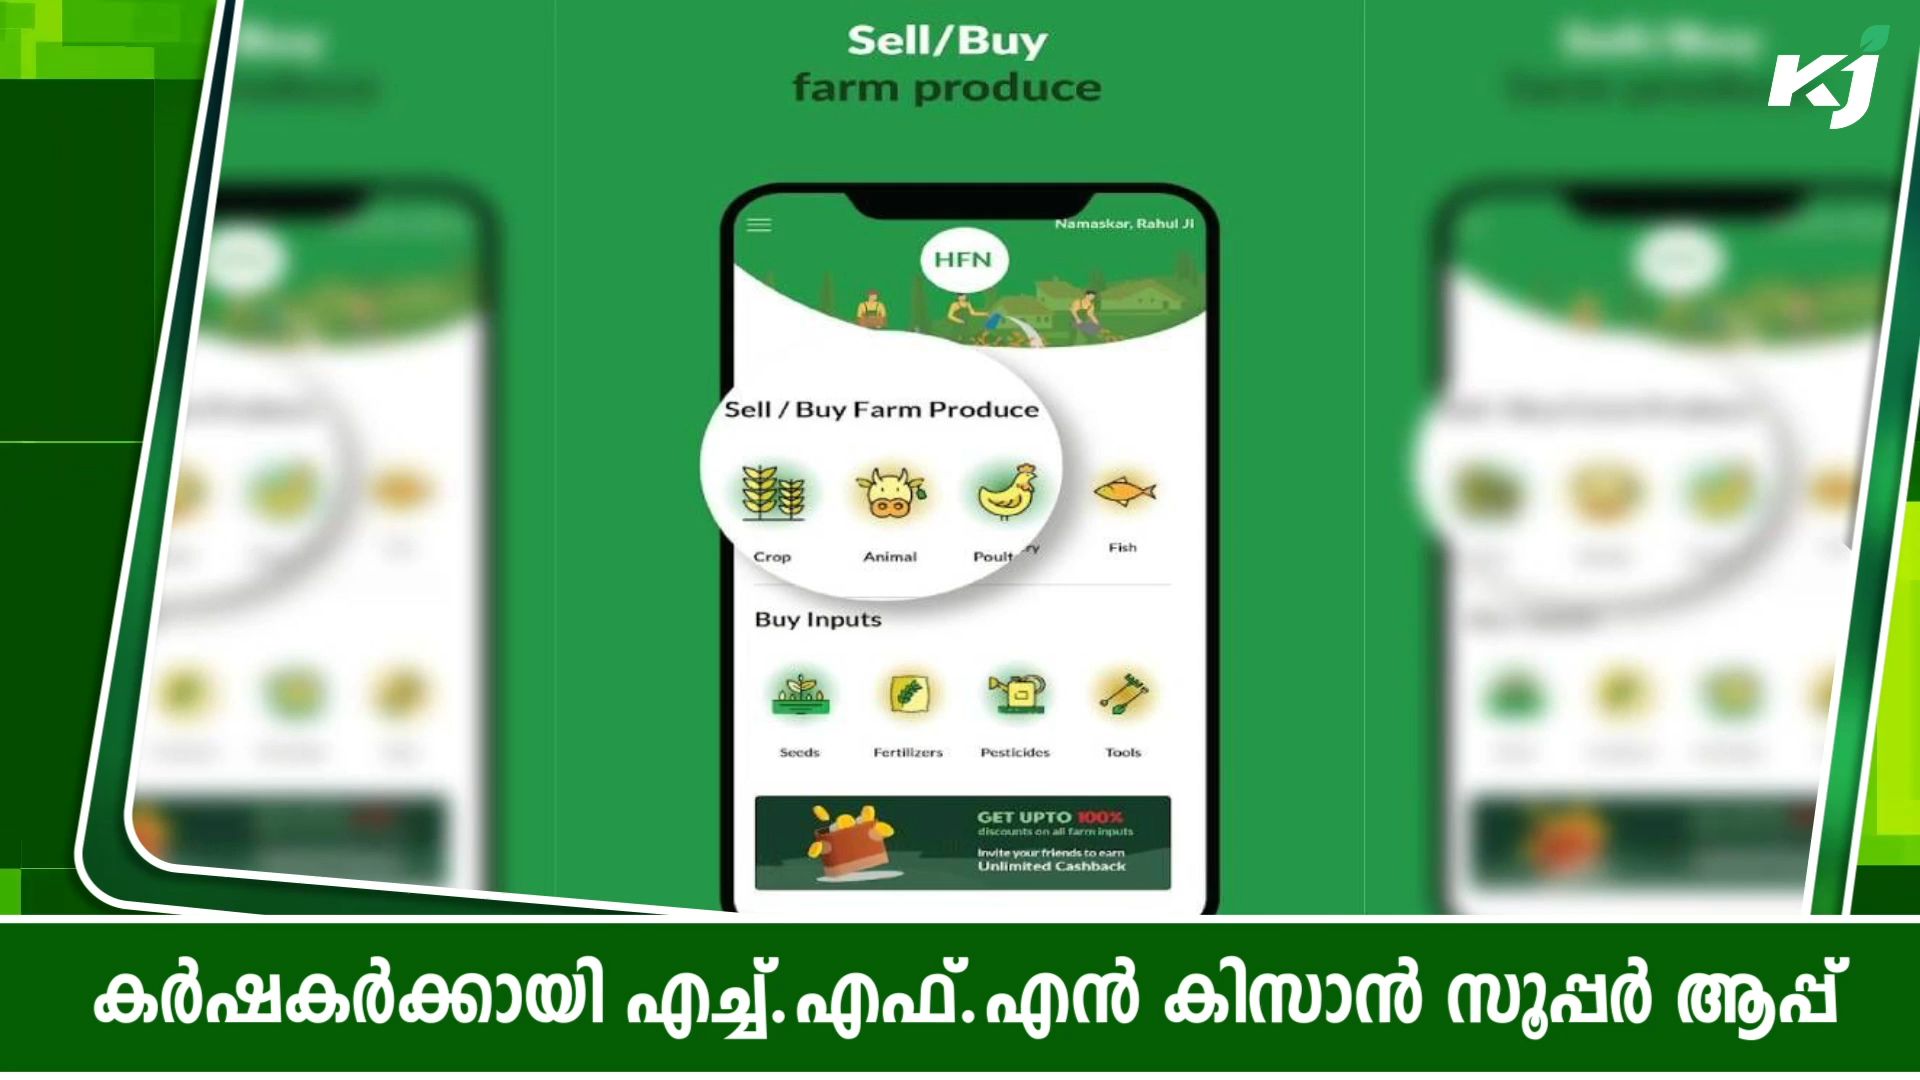 Sell/Buy
farm produce
KJ
Namaskar, Rahul JI
HFN
Sell / Buy Farm Produce
Crop
Animal
Poultry
Fish
Buy Inputs
Seeds
Fertilizers
Pesticides
Tools
GET UPTO 100%
discounts on all farm inputs
Invite your friends to earn
Unlimited Cashback
കർഷകർക്കായി എച്ച്.എഫ്.എൻ കിസാൻ സൂപ്പർ ആപ്പ്